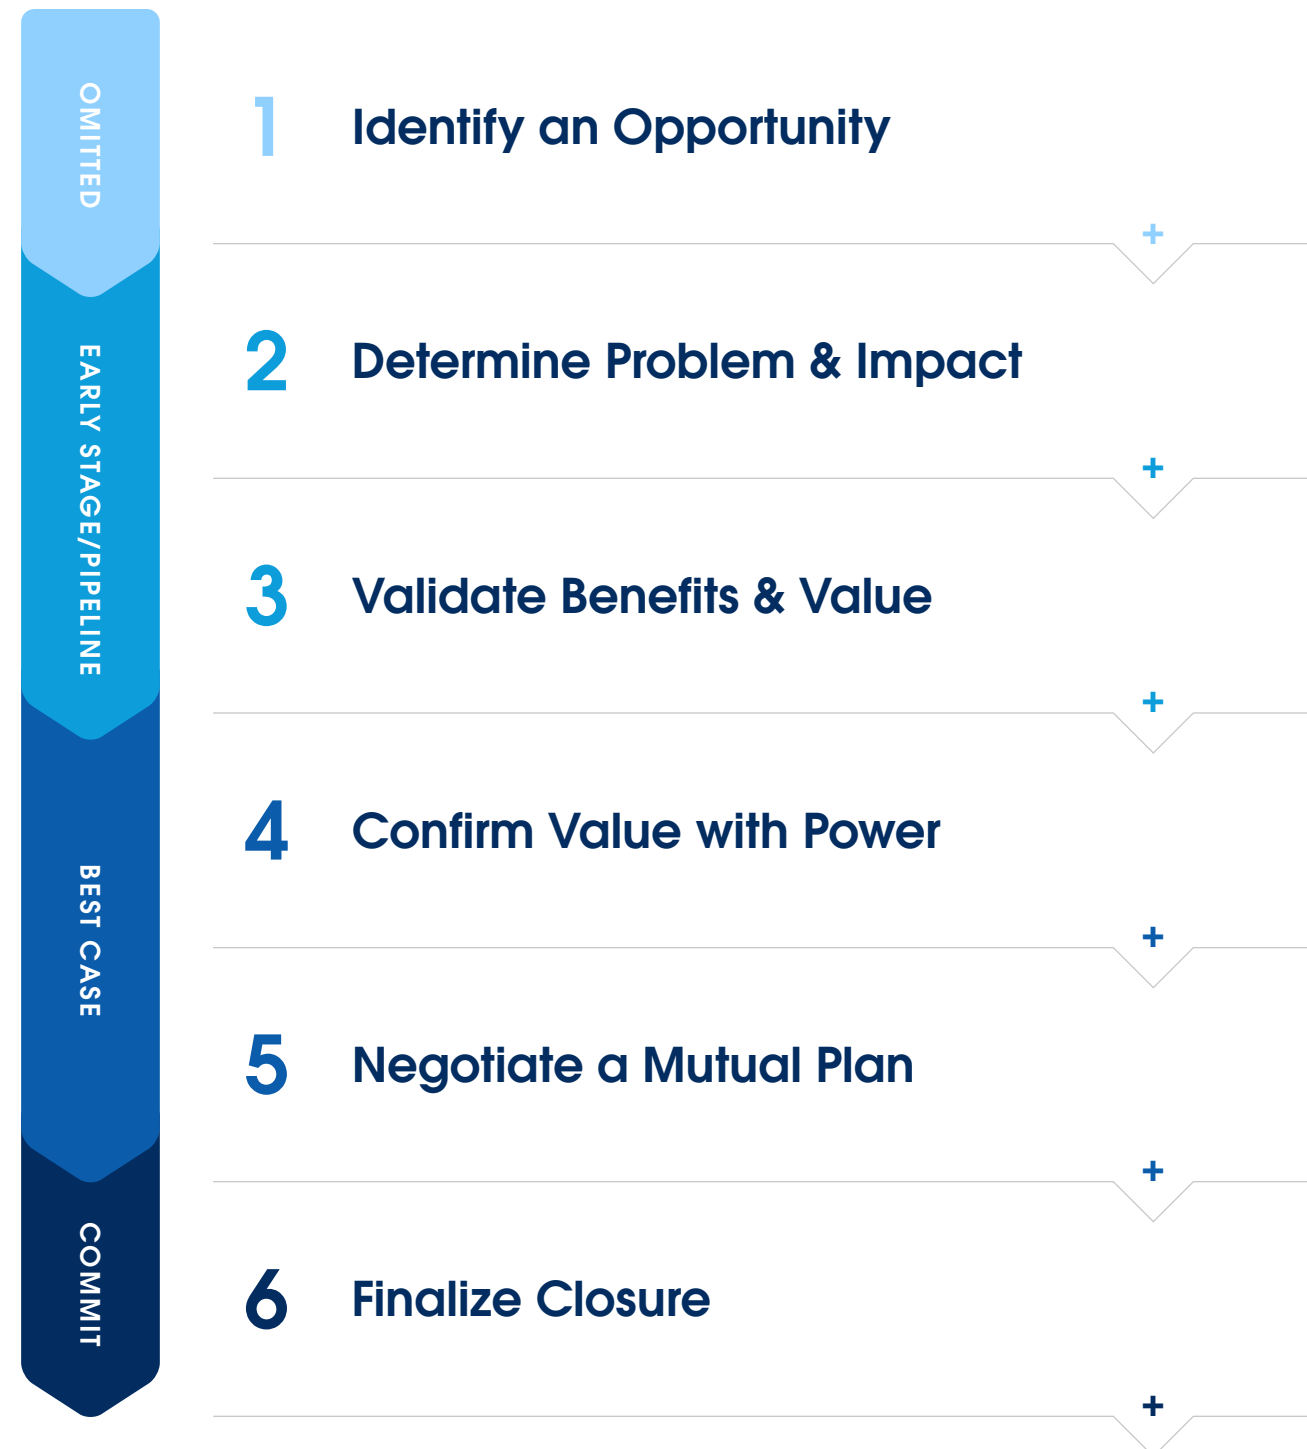 OMITTED
1 Identify an Opportunity
+
EARLY STAGE/PIPELINE
2 Determine Problem & Impact
+
3 Validate Benefits & Value
+
BEST CASE
4 Confirm Value with Power
+
5 Negotiate a Mutual Plan
+
COMMIT
6 Finalize Closure
+